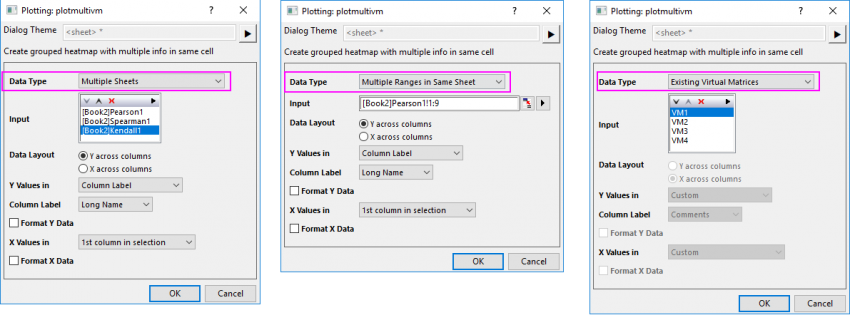 Plotting: plotmultivm
Dialog Theme <sheet> *
Create grouped heatmap with multiple info in same cell
Data Type Multiple Sheets
Input
[Book2]Pearson1
[Book2]Spearman1
[Book2]Kendall1
Data Layout Y across columns
X across columns
Y Values in Column Label
Column Label Long Name
Format Y Data
X Values in 1st column in selection
Format X Data
OK Cancel
Plotting: plotmultivm
Dialog Theme <sheet> *
Create grouped heatmap with multiple info in same cell
Data Type Multiple Ranges in Same Sheet
Input [Book2]Pearson1!1:9
Data Layout Y across columns
X across columns
Y Values in Column Label
Column Label Long Name
Format Y Data
X Values in 1st column in selection
Format X Data
OK Cancel
Plotting: plotmultivm
Dialog Theme <sheet> *
Create grouped heatmap with multiple info in same cell
Data Type Existing Virtual Matrices
Input
VM1
VM2
VM3
VM4
Data Layout Y across columns
X across columns
Y Values in Custom
Column Label Comments
Format Y Data
X Values in Custom
Format X Data
OK Cancel